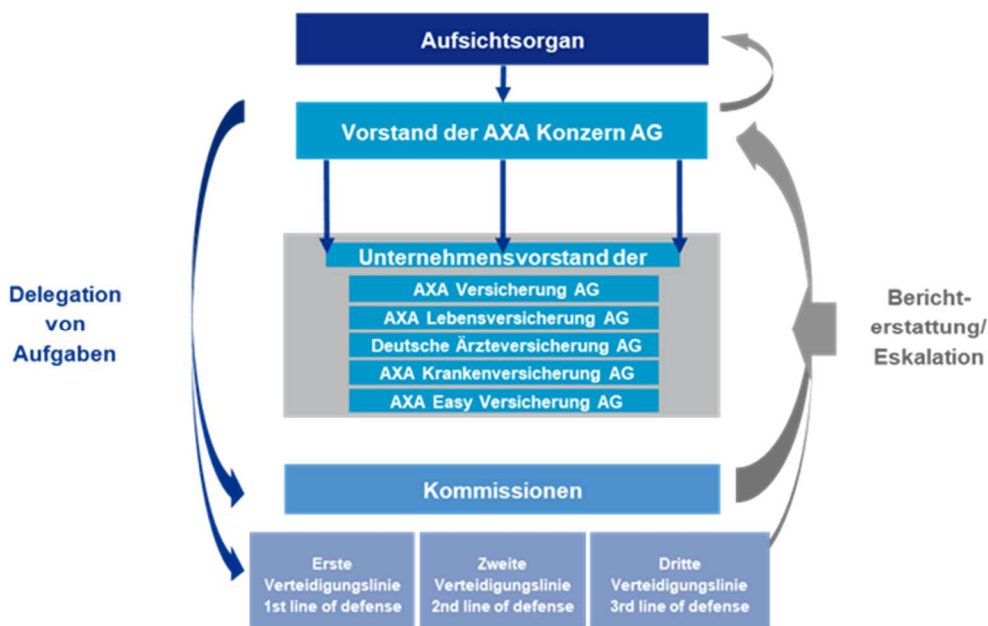 Aufsichtsorgan
Vorstand der AXA Konzern AG
Unternehmensvorstand der
AXA Versicherung AG
AXA Lebensversicherung AG
Deutsche Ärzteversicherung AG
AXA Krankenversicherung AG
AXA Easy Versicherung AG
Delegation
von
Aufgaben
Bericht-
erstattung/
Eskalation
Kommissionen
Erste
Verteidigungslinie
1st line of defense
Zweite
Verteidigungslinie
2nd line of defense
Dritte
Verteidigungslinie
3rd line of defense